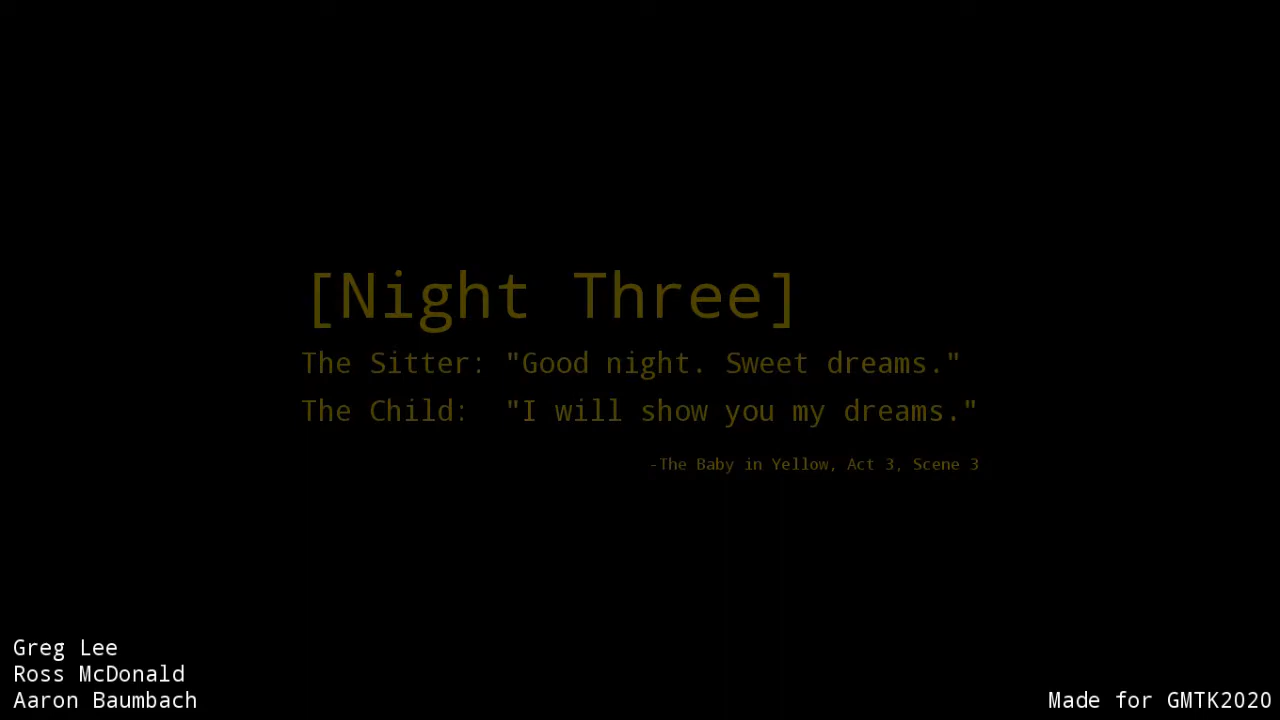 [Night Three]
The Sitter: "Good night. Sweet dreams."
The Child:  "I will show you my dreams."
-The Baby in Yellow, Act 3, Scene 3
Greg Lee
Ross McDonald
Aaron Baumbach
Made for GMTK2020